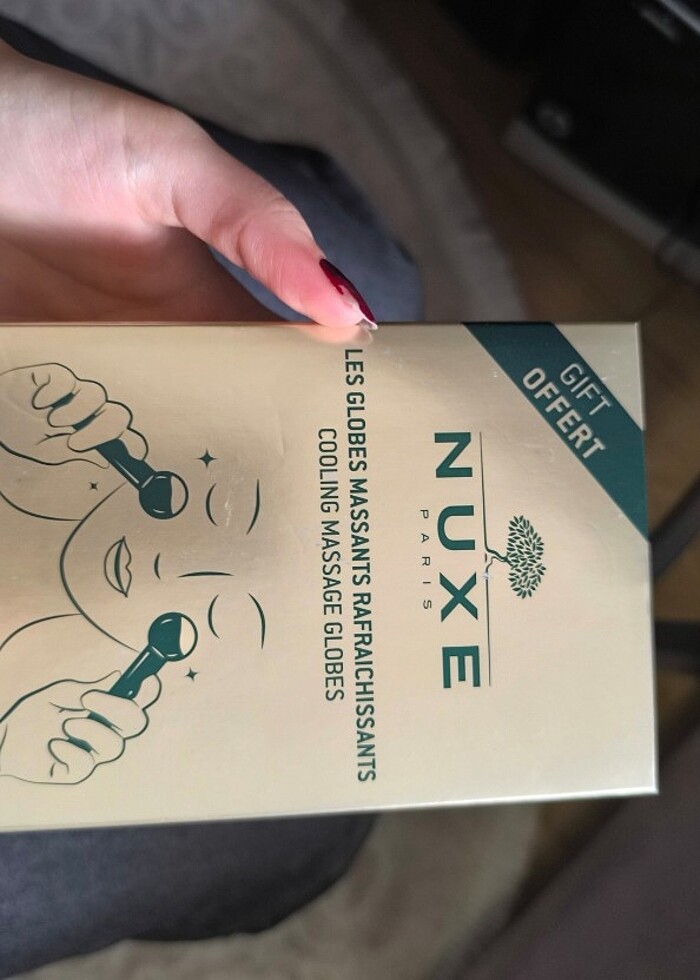 GIFT
OFFERT
NUXE
PARIS
LES GLOBES MASSANTS RAFRAICHISSANTS
COOLING MASSAGE GLOBES